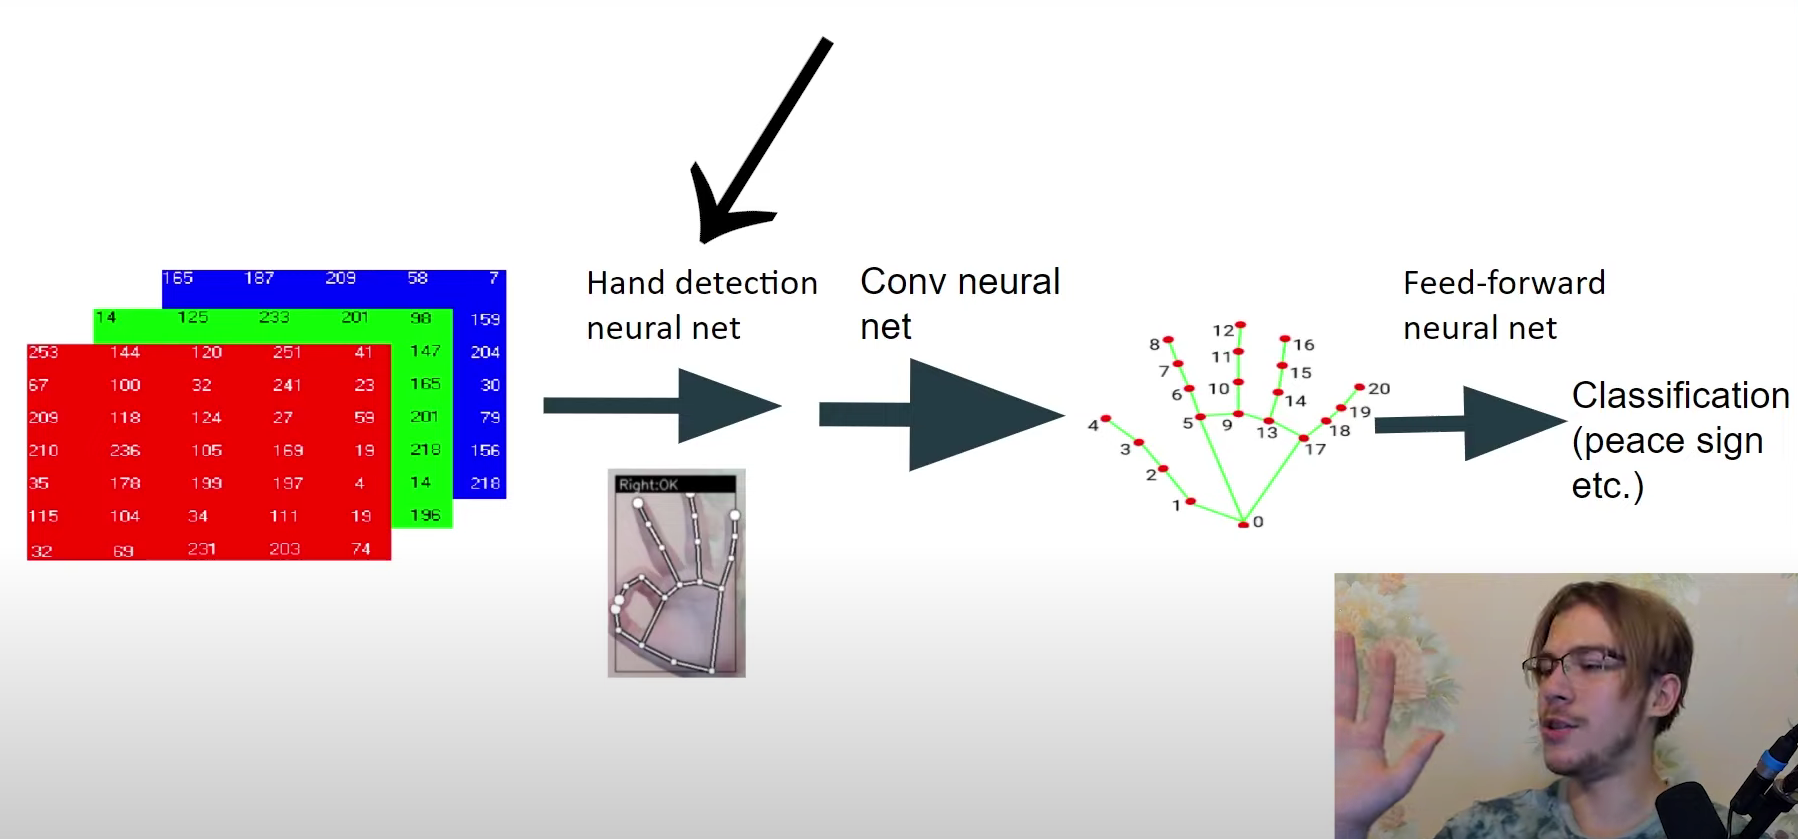 165 187 209 58 7
14 125 233 201 98 159
253 144 120 251 41 147 204
67 100 32 241 23 165 30
209 118 124 27 59 201 79
210 236 105 169 19 218 156
35 178 199 197 4 14 218
115 104 34 111 19 196
32 69 231 203 74
Hand detection
neural net
Right:OK
Conv neural
net
8 12 16
7 11 15 20
6 10 14 19
4 5 9 13 18
3 17
2
1 0
Feed-forward
neural net
Classification
(peace sign
etc.)